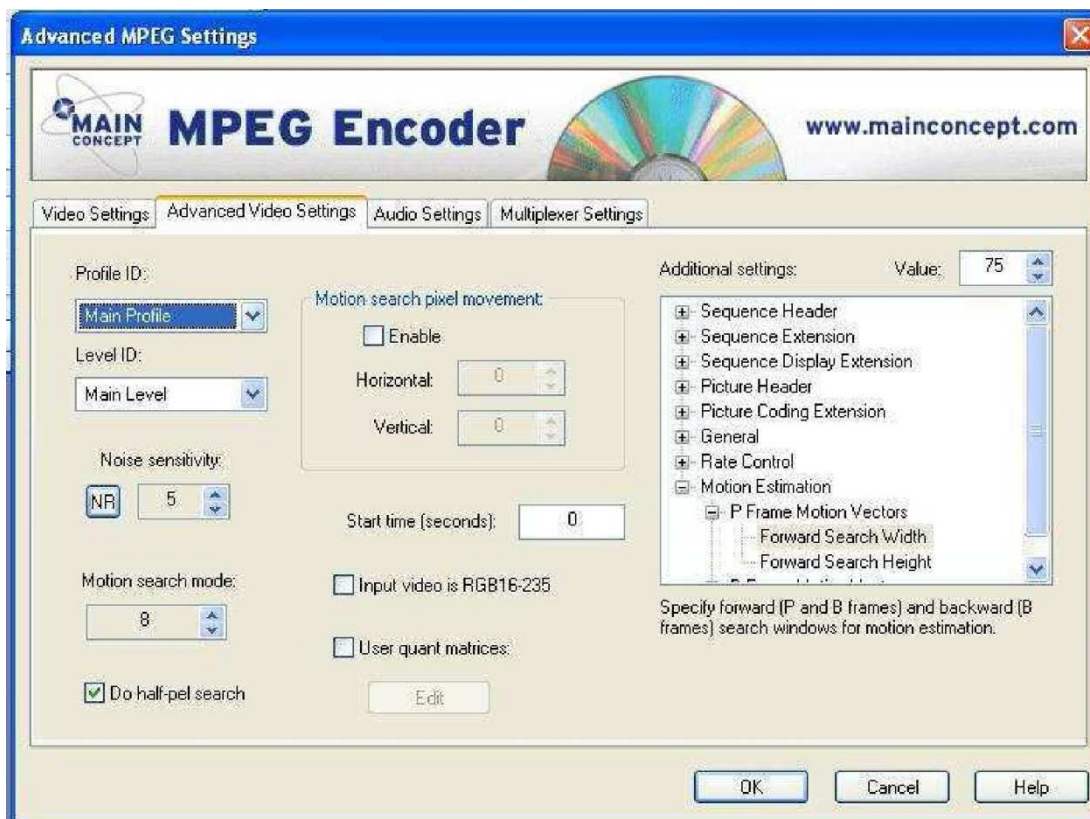 Advanced MPEG Settings
MAIN CONCEPT
MPEG Encoder
www.mainconcept.com
Video Settings
Advanced Video Settings
Audio Settings
Multiplexer Settings
Profile ID:
Main Profile
Level ID:
Main Level
Noise sensitivity:
NR
5
Motion search mode:
8
Do half-pel search
Motion search pixel movement:
Enable
Horizontal:
0
Vertical:
0
Start time (seconds):
0
Input video is RGB16-235
User quant matrices:
Edit
Additional settings:
Value:
75
Sequence Header
Sequence Extension
Sequence Display Extension
Picture Header
Picture Coding Extension
General
Rate Control
Motion Estimation
P Frame Motion Vectors
Forward Search Width
Forward Search Height
Specify forward (P and B frames) and backward (B
frames) search windows for motion estimation.
OK
Cancel
Help